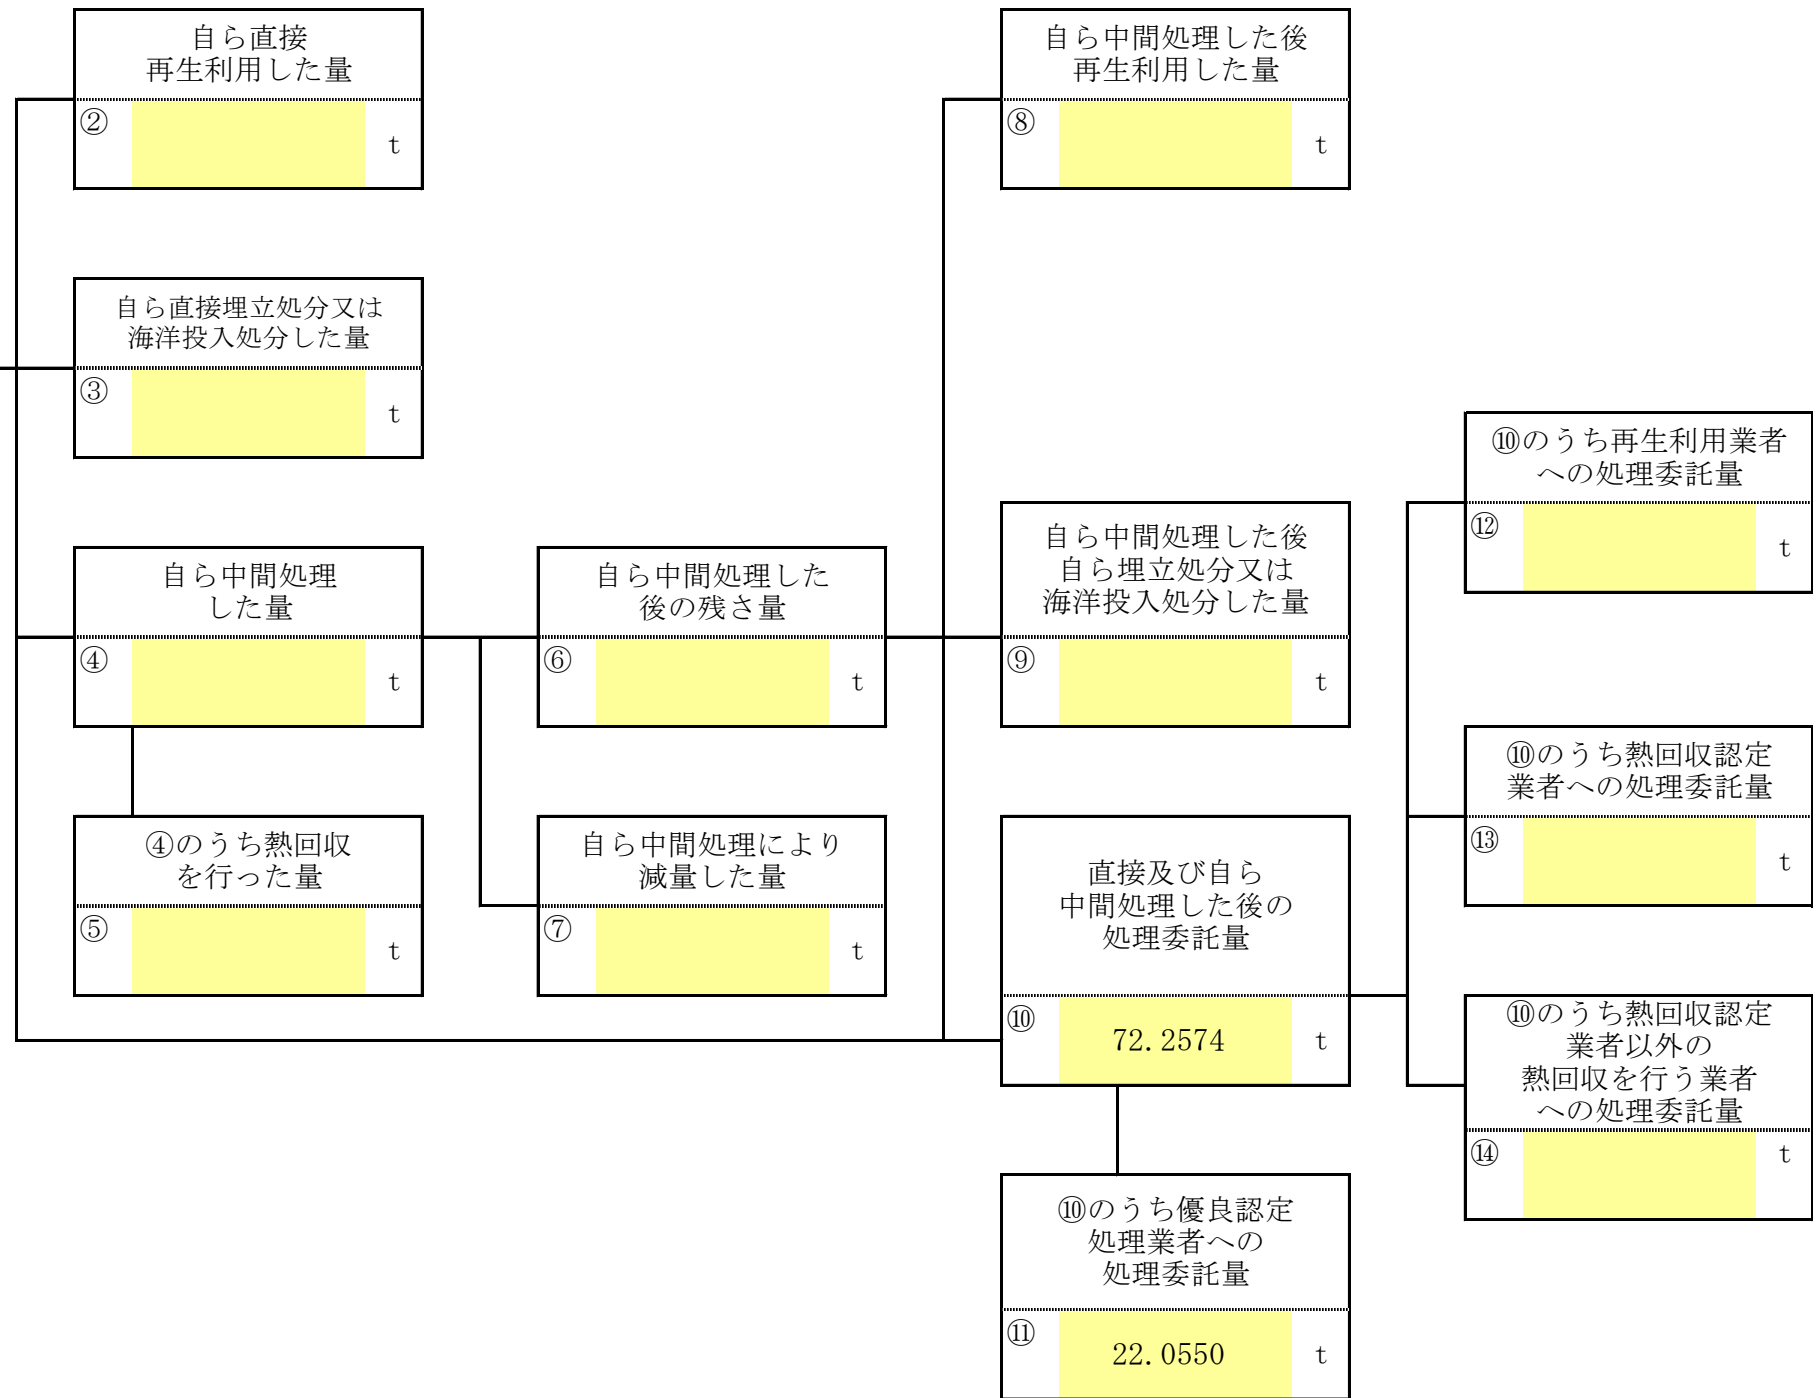 自ら直接
再生利用した量
②
t
自ら中間処理した後
再生利用した量
⑧
t
自ら直接埋立処分又は
海洋投入処分した量
③
t
⑩のうち再生利用業者
への処理委託量
⑫
t
自ら中間処理
した量
④
t
自ら中間処理した
後の残さ量
⑥
t
自ら中間処理した後
自ら埋立処分又は
海洋投入処分した量
⑨
t
⑩のうち熱回収認定
業者への処理委託量
⑬
t
④のうち熱回収
を行った量
⑤
t
自ら中間処理により
減量した量
⑦
t
直接及び自ら
中間処理した後の
処理委託量
⑩
72.2574
t
⑩のうち熱回収認定
業者以外の
熱回収を行う業者
への処理委託量
⑭
t
⑩のうち優良認定
処理業者への
処理委託量
⑪
22.0550
t